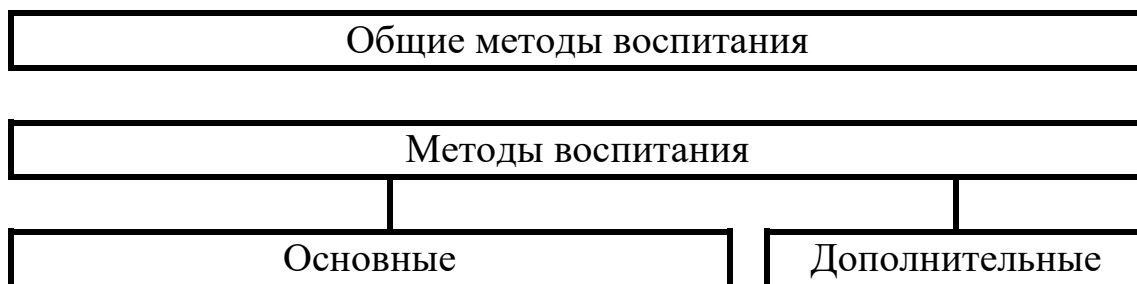 Общие методы воспитания
Методы воспитания
Основные
Дополнительные